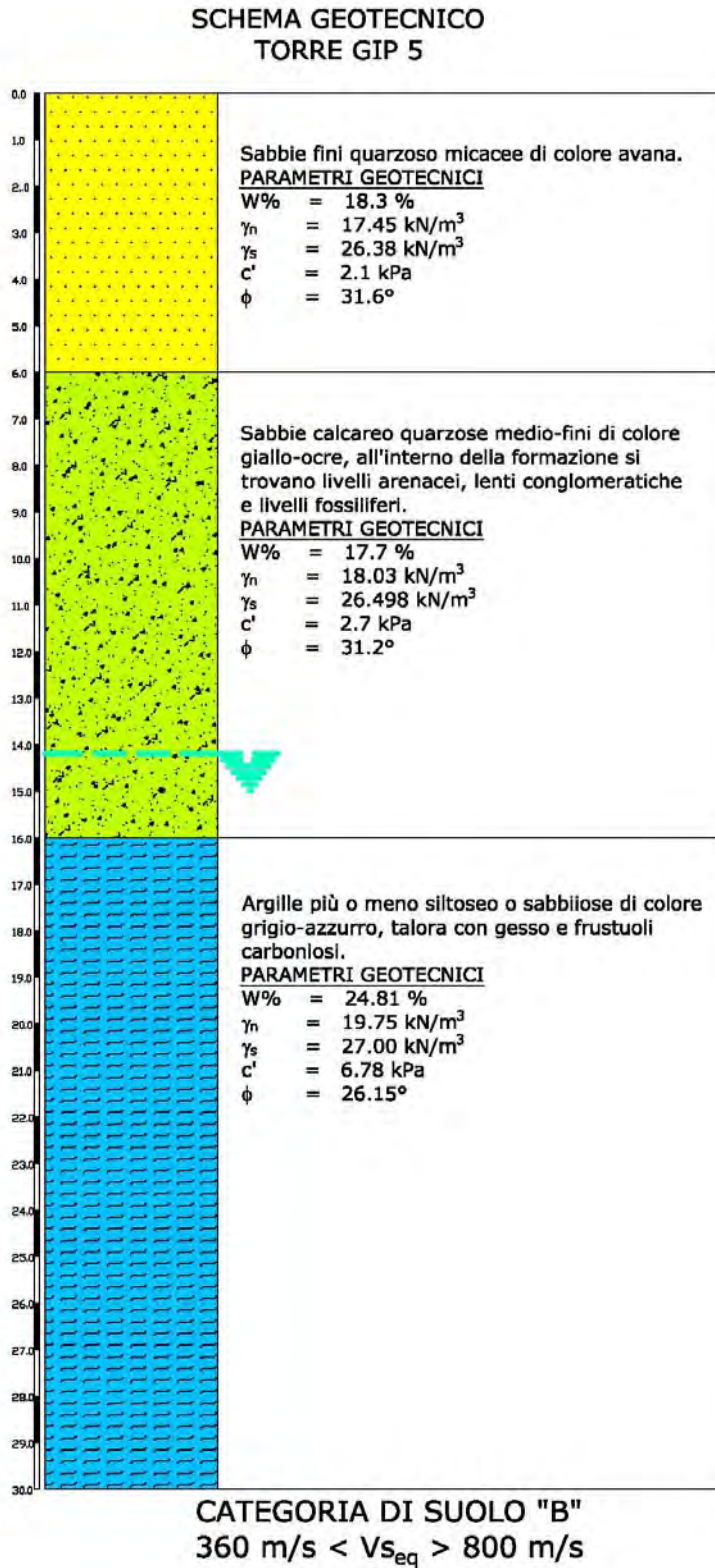 SCHEMA GEOTECNICO
TORRE GIP 5
0.0
1.0
2.0
3.0
4.0
5.0
6.0
7.0
8.0
9.0
10.0
11.0
12.0
13.0
14.0
15.0
16.0
17.0
18.0
19.0
20.0
21.0
22.0
23.0
24.0
25.0
26.0
27.0
28.0
29.0
30.0
Sabbie fini quarzoso micacee di colore avana.
PARAMETRI GEOTECNICI
W% = 18.3 %
γn = 17.45 kN/m³
γs = 26.38 kN/m³
c' = 2.1 kPa
ϕ = 31.6°
Sabbie calcareo quarzose medio-fini di colore
giallo-ocre, all'interno della formazione si
trovano livelli arenacei, lenti conglomeratiche
e livelli fossiliferi.
PARAMETRI GEOTECNICI
W% = 17.7 %
γn = 18.03 kN/m³
γs = 26.498 kN/m³
c' = 2.7 kPa
ϕ = 31.2°
Argille più o meno siltoseo o sabbiiose di colore
grigio-azzurro, talora con gesso e frustuoli
carboniosi.
PARAMETRI GEOTECNICI
W% = 24.81 %
γn = 19.75 kN/m³
γs = 27.00 kN/m³
c' = 6.78 kPa
ϕ = 26.15°
CATEGORIA DI SUOLO "B"
360 m/s < Vseq > 800 m/s